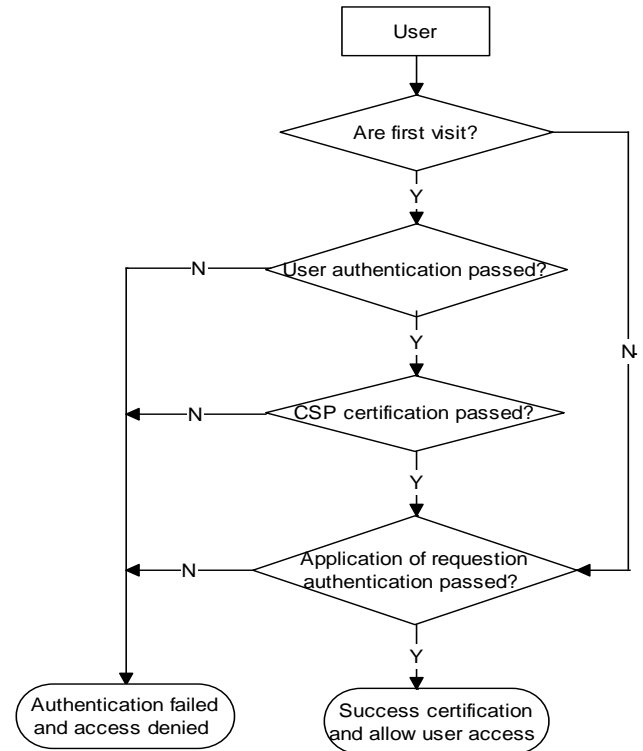 User
Are first visit?
Y
N
User authentication passed?
Y
N
CSP certification passed?
N
Y
Application of requestion
authentication passed?
N
Y
Authentication failed
and access denied
Success certification
and allow user access